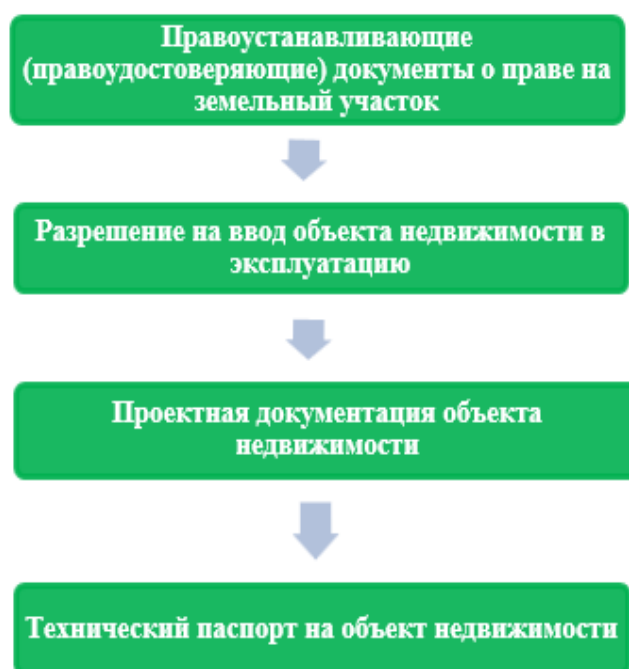 Правоустанавливающие
(правоудостоверяющие) документы о праве на
земельный участок
Разрешение на ввод объекта недвижимости в
эксплуатацию
Проектная документация объекта
недвижимости
Технический паспорт на объект недвижимости